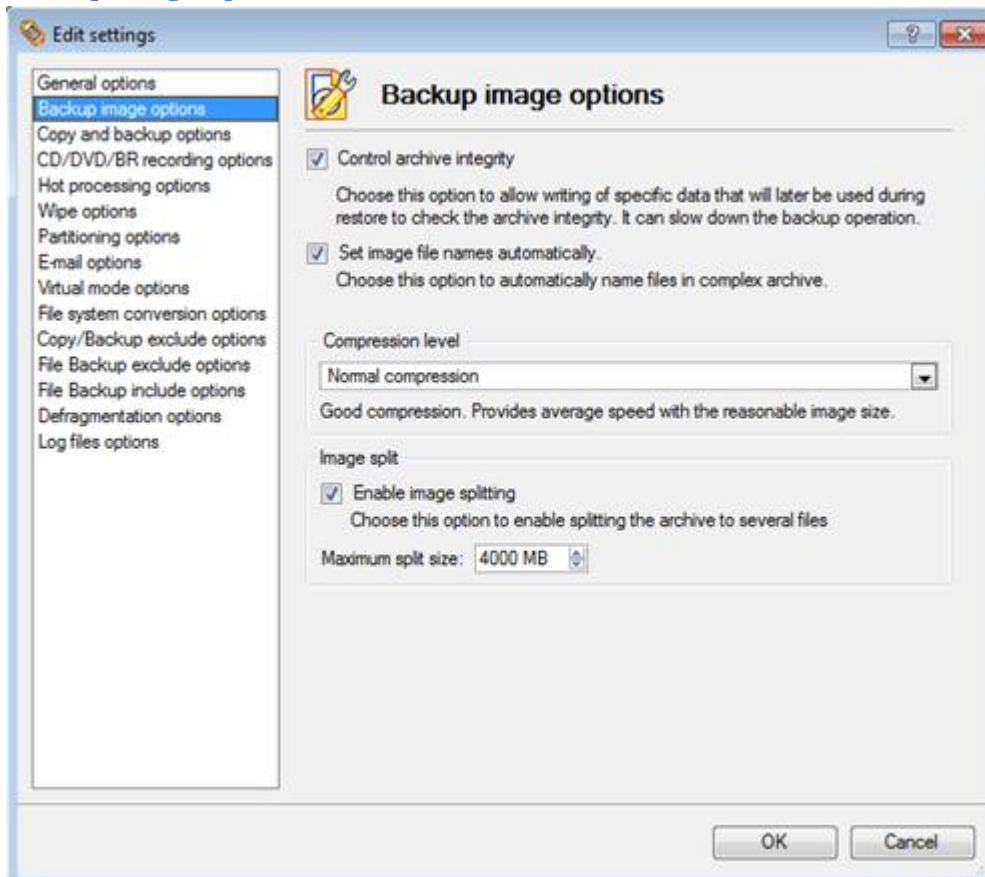 Edit settings
General options
Backup image options
Copy and backup options
CD/DVD/BR recording options
Hot processing options
Wipe options
Partitioning options
E-mail options
Virtual mode options
File system conversion options
Copy/Backup exclude options
File Backup exclude options
File Backup include options
Defragmentation options
Log files options
Backup image options
Control archive integrity
Choose this option to allow writing of specific data that will later be used during
restore to check the archive integrity. It can slow down the backup operation.
Set image file names automatically.
Choose this option to automatically name files in complex archive.
Compression level
Normal compression
Good compression. Provides average speed with the reasonable image size.
Image split
Enable image splitting
Choose this option to enable splitting the archive to several files
Maximum split size: 4000 MB
OK Cancel